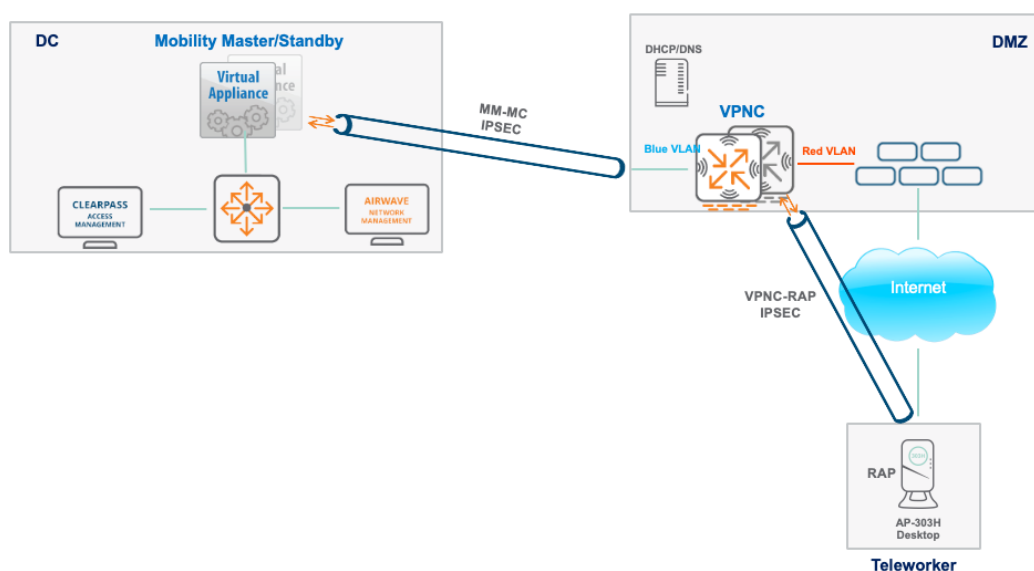 DC
Mobility Master/Standby
Virtual
Appliance
CLEARPASS
ACCESS
MANAGEMENT
AIRWAVE
NETWORK
MANAGEMENT
MM-MC
IPSEC
DMZ
DHCP/DNS
VPNC
Blue VLAN
Red VLAN
Internet
VPNC-RAP
IPSEC
RAP
AP-303H
Desktop
Teleworker